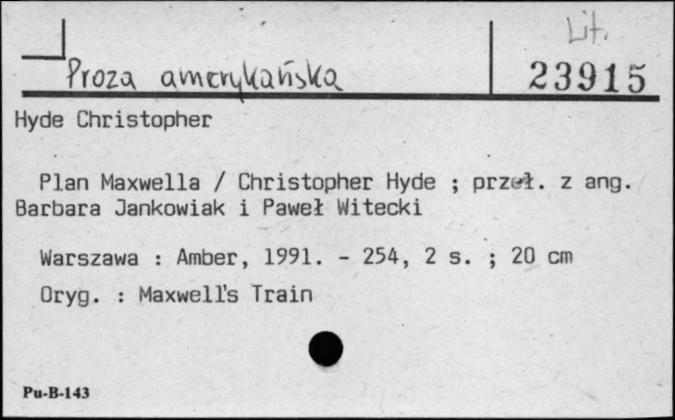 Lit.
Proza amerykańska
23915
Hyde Christopher
Plan Maxwella / Christopher Hyde ; przeł. z ang.
Barbara Jankowiak i Paweł Witecki
Warszawa : Amber, 1991. - 254, 2 s. ; 20 cm
Oryg. : Maxwell's Train
Pu-B-143